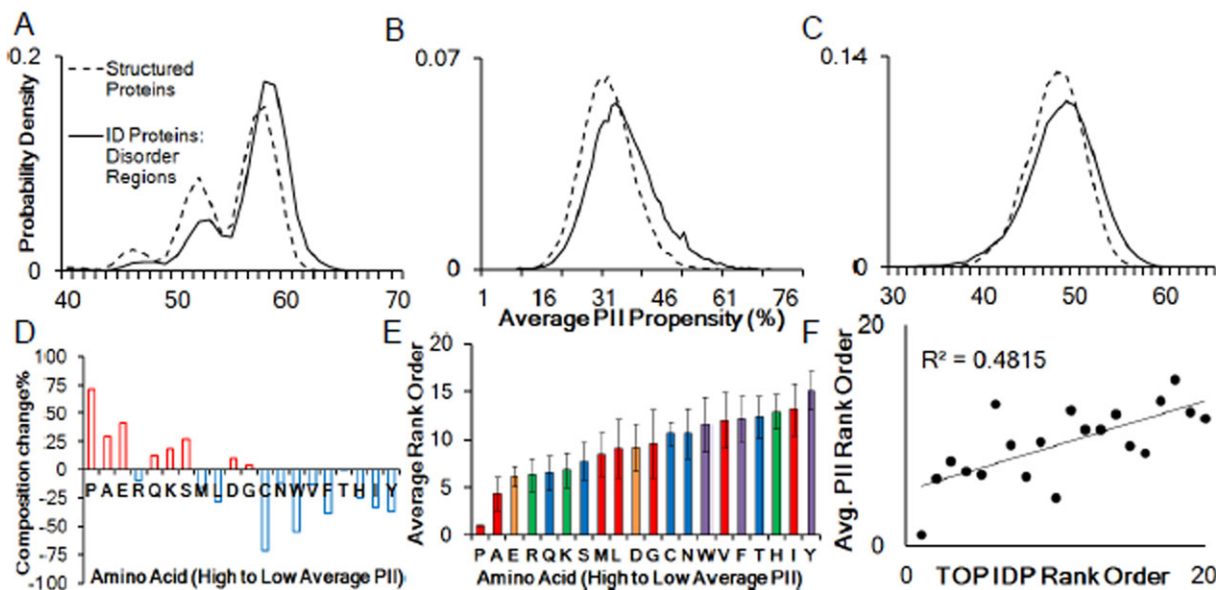 A
0.2
Probability Density
0
Structured
Proteins
ID Proteins:
Disorder
Regions
40 50 60 70
B
0.07
0
1 16 31 46 61 76
Average PII Propensity (%)
C
0.14
0
30 40 50 60
D
Composition change%
100
75
50
25
0
-25
-50
-75
-100
P A E R Q K S M L D G C N W V F T H I Y
Amino Acid (High to Low Average PII)
E
Average Rank Order
20
15
10
5
0
P A E R Q K S M L D G C N W V F T H I Y
Amino Acid (High to Low Average PII)
F
Avg. PII Rank Order
20
R² = 0.4815
0
0 TOP IDP Rank Order 20